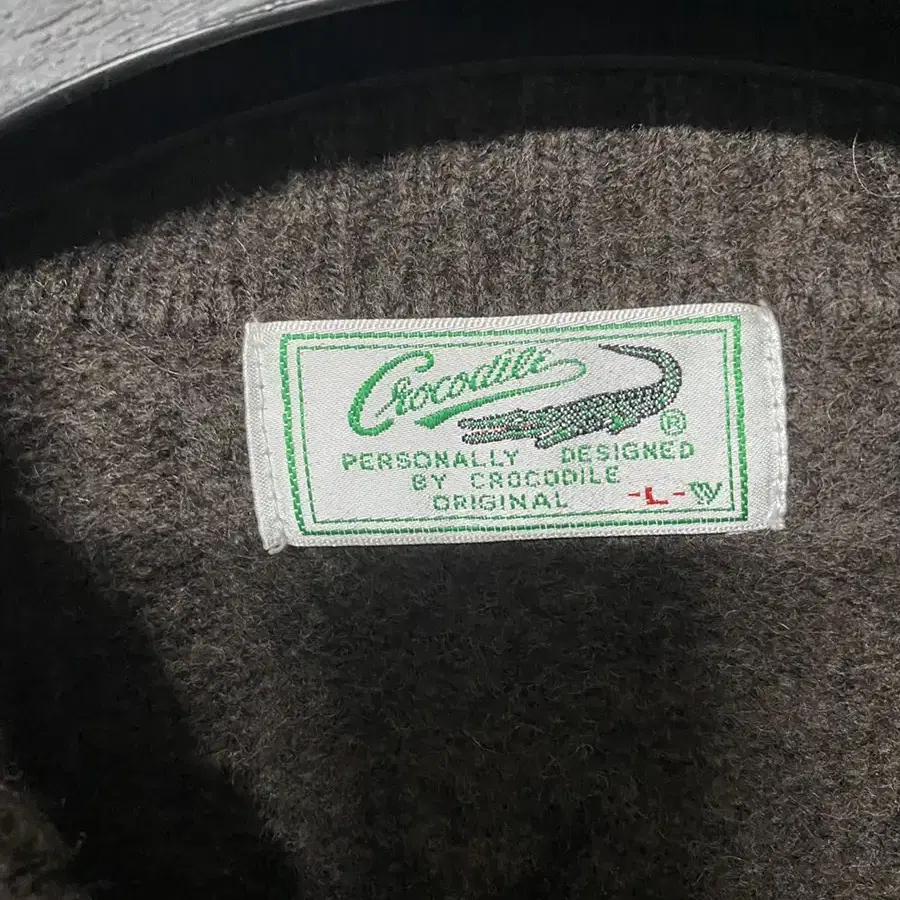 Crocodile
®
PERSONALLY DESIGNED
BY CROCODILE
ORIGINAL -L-W